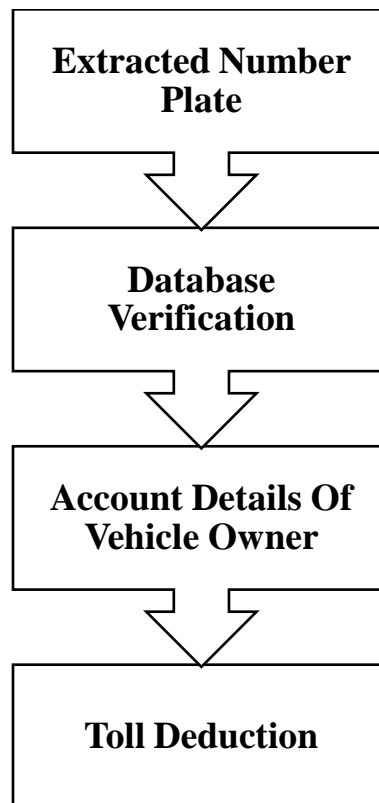 Extracted Number
Plate
Database
Verification
Account Details Of
Vehicle Owner
Toll Deduction